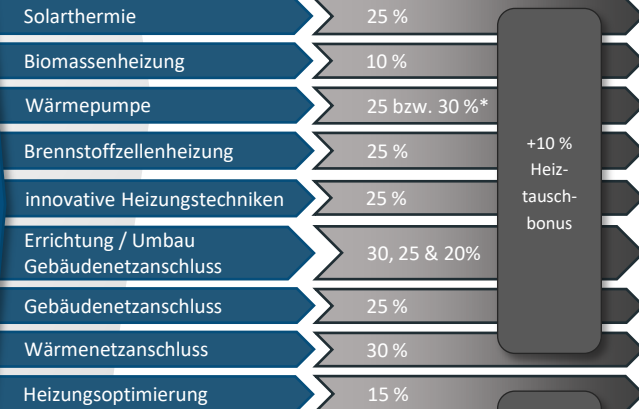 Solarthermie 25 %
Biomassenheizung 10 %
Wärmepumpe 25 bzw. 30 %*
Brennstoffzellenheizung 25 %
innovative Heizungstechniken 25 %
Errichtung / Umbau
Gebäudenetzanschluss
30, 25 & 20%
Gebäudenetzanschluss 25 %
Wärmenetzanschluss 30 %
Heizungsoptimierung 15 %
+10 %
Heiz-
tausch-
bonus